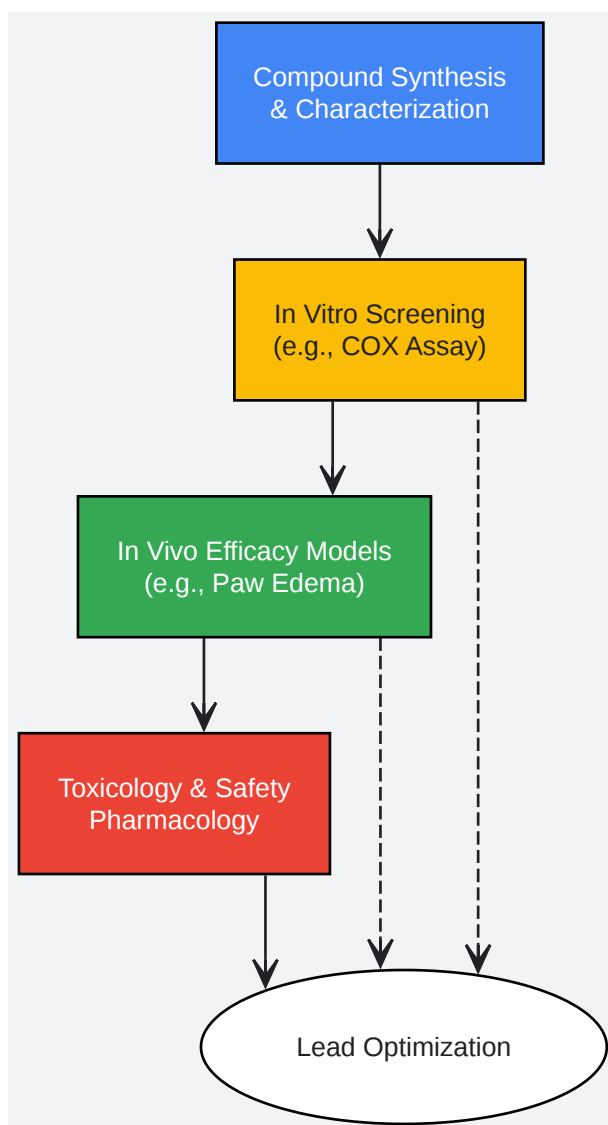 Compound Synthesis
& Characterization
In Vitro Screening
(e.g., COX Assay)
In Vivo Efficacy Models
(e.g., Paw Edema)
Toxicology & Safety
Pharmacology
Lead Optimization